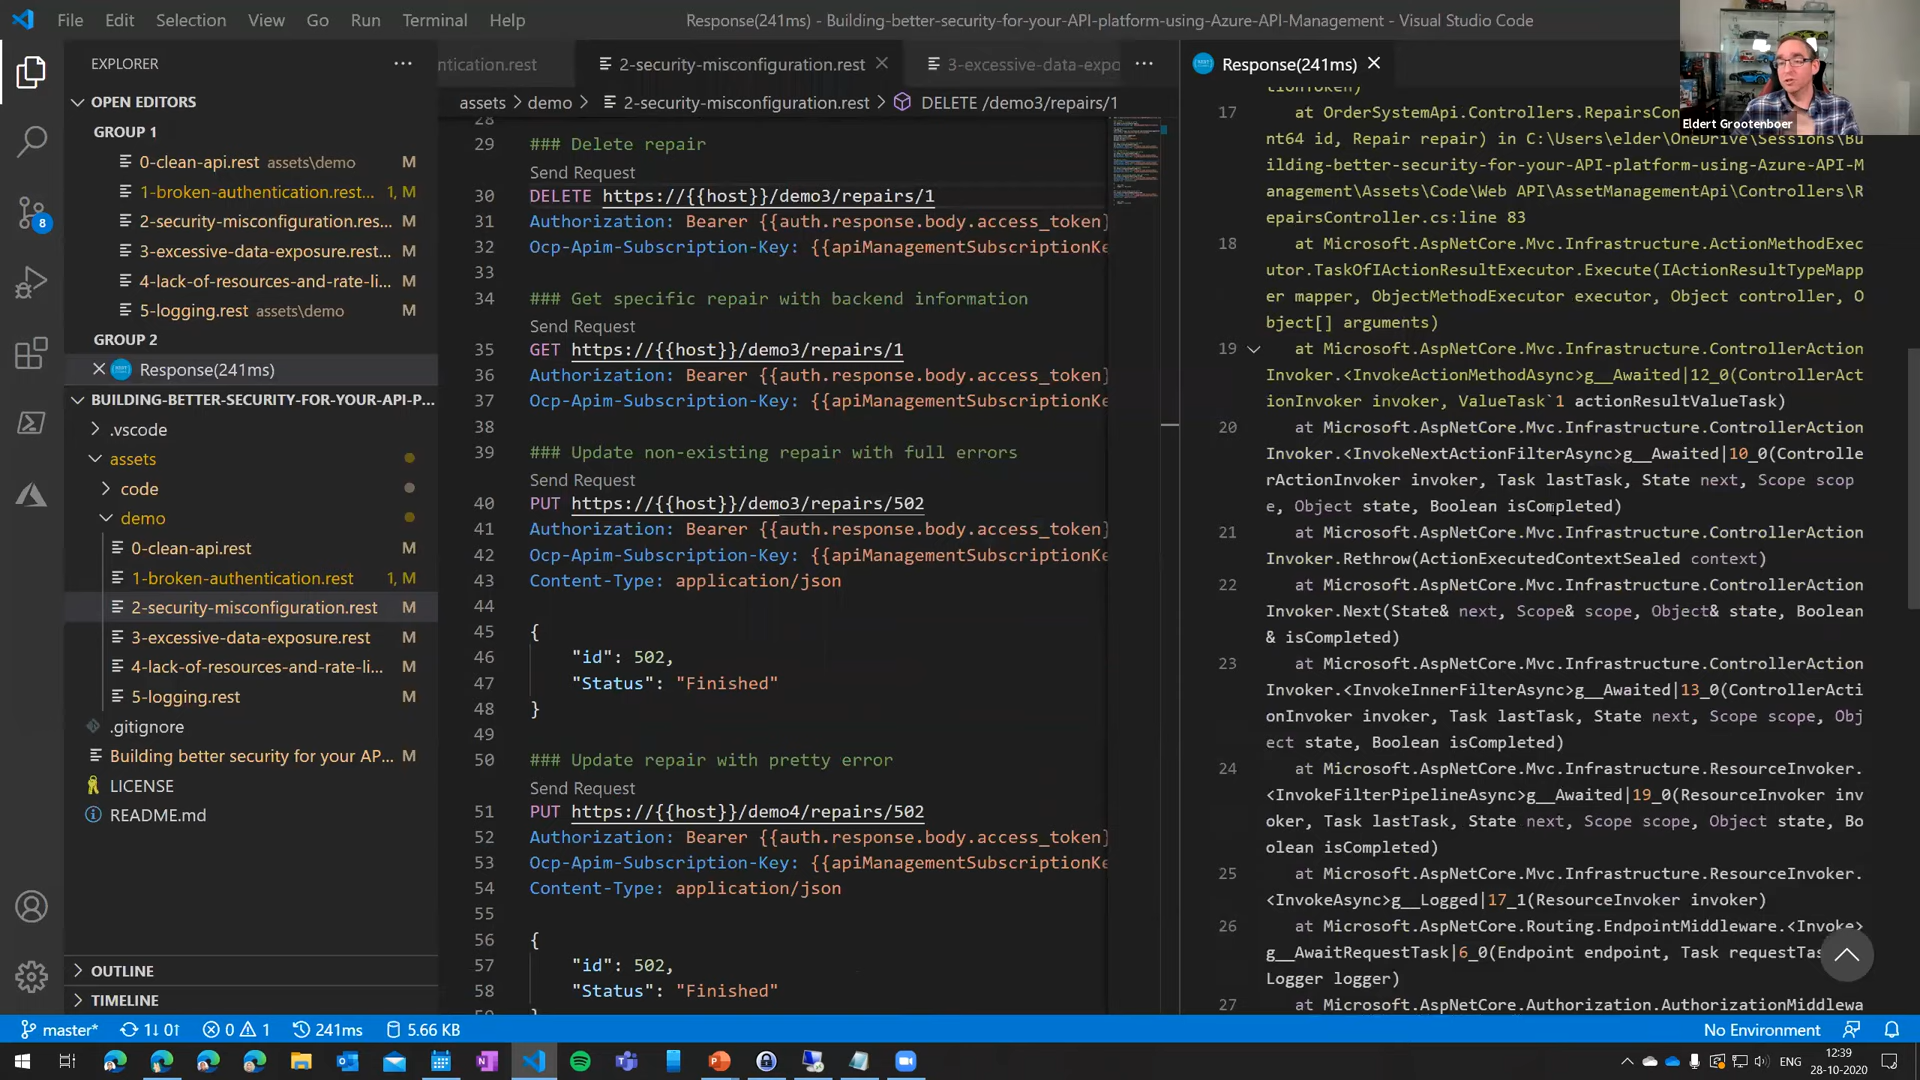 File Edit Selection View Go Run Terminal Help
Response(241ms) - Building-better-security-for-your-API-platform-using-Azure-API-Management - Visual Studio Code
EXPLORER
OPEN EDITORS
GROUP 1
0-clean-api.rest assets\demo M
1-broken-authentication.rest... 1, M
2-security-misconfiguration.res... M
3-excessive-data-exposure.rest... M
4-lack-of-resources-and-rate-li... M
5-logging.rest assets\demo M
GROUP 2
Response(241ms)
BUILDING-BETTER-SECURITY-FOR-YOUR-API-P...
.vscode
assets
code
demo
0-clean-api.rest M
1-broken-authentication.rest 1, M
2-security-misconfiguration.rest M
3-excessive-data-exposure.rest M
4-lack-of-resources-and-rate-li... M
5-logging.rest M
.gitignore
Building better security for your AP... M
LICENSE
README.md
OUTLINE
TIMELINE
8
ntication.rest 2-security-misconfiguration.rest 3-excessive-data-expo
assets > demo > 2-security-misconfiguration.rest > DELETE /demo3/repairs/1
28
29 ### Delete repair
Send Request
30 DELETE https://{{host}}/demo3/repairs/1
31 Authorization: Bearer {{auth.response.body.access_token}
32 Ocp-Apim-Subscription-Key: {{apiManagementSubscriptionKe
33
34 ### Get specific repair with backend information
Send Request
35 GET https://{{host}}/demo3/repairs/1
36 Authorization: Bearer {{auth.response.body.access_token}
37 Ocp-Apim-Subscription-Key: {{apiManagementSubscriptionKe
38
39 ### Update non-existing repair with full errors
Send Request
40 PUT https://{{host}}/demo3/repairs/502
41 Authorization: Bearer {{auth.response.body.access_token}
42 Ocp-Apim-Subscription-Key: {{apiManagementSubscriptionKe
43 Content-Type: application/json
44
45 {
46 "id": 502,
47 "Status": "Finished"
48 }
49
50 ### Update repair with pretty error
Send Request
51 PUT https://{{host}}/demo4/repairs/502
52 Authorization: Bearer {{auth.response.body.access_token}
53 Ocp-Apim-Subscription-Key: {{apiManagementSubscriptionKe
54 Content-Type: application/json
55
56 {
57 "id": 502,
58 "Status": "Finished"
Response(241ms)
tionToken)
17 at OrderSystemApi.Controllers.RepairsCon
nt64 id, Repair repair) in C:\Users\elder\OneDrive\Sessions\Bu
ilding-better-security-for-your-API-platform-using-Azure-API-M
anagement\Assets\Code\Web API\AssetManagementApi\Controllers\R
epairsController.cs:line 83
18 at Microsoft.AspNetCore.Mvc.Infrastructure.ActionMethodExec
utor.TaskOfIActionResultExecutor.Execute(IActionResultTypeMapp
er mapper, ObjectMethodExecutor executor, Object controller, O
bject[] arguments)
19 at Microsoft.AspNetCore.Mvc.Infrastructure.ControllerAction
Invoker.<InvokeActionMethodAsync>g__Awaited|12_0(ControllerAct
ionInvoker invoker, ValueTask`1 actionResultValueTask)
20 at Microsoft.AspNetCore.Mvc.Infrastructure.ControllerAction
Invoker.<InvokeNextActionFilterAsync>g__Awaited|10_0(Controlle
rActionInvoker invoker, Task lastTask, State next, Scope scop
e, Object state, Boolean isCompleted)
21 at Microsoft.AspNetCore.Mvc.Infrastructure.ControllerAction
Invoker.Rethrow(ActionExecutedContextSealed context)
22 at Microsoft.AspNetCore.Mvc.Infrastructure.ControllerAction
Invoker.Next(State& next, Scope& scope, Object& state, Boolean
& isCompleted)
23 at Microsoft.AspNetCore.Mvc.Infrastructure.ControllerAction
Invoker.<InvokeInnerFilterAsync>g__Awaited|13_0(ControllerActi
onInvoker invoker, Task lastTask, State next, Scope scope, Obj
ect state, Boolean isCompleted)
24 at Microsoft.AspNetCore.Mvc.Infrastructure.ResourceInvoker.
<InvokeFilterPipelineAsync>g__Awaited|19_0(ResourceInvoker inv
oker, Task lastTask, State next, Scope scope, Object state, Bo
olean isCompleted)
25 at Microsoft.AspNetCore.Mvc.Infrastructure.ResourceInvoker.
<InvokeAsync>g__Logged|17_1(ResourceInvoker invoker)
26 at Microsoft.AspNetCore.Routing.EndpointMiddleware.<Invoke>
g__AwaitRequestTask|6_0(Endpoint endpoint, Task requestTas
Logger logger)
27 at Microsoft.AspNetCore.Authorization.AuthorizationMiddlewa
Eldert Grootenboer
master* 1↓ 0↑ 0 1 241ms 5.66 KB No Environment
ENG
12:39
28-10-2020